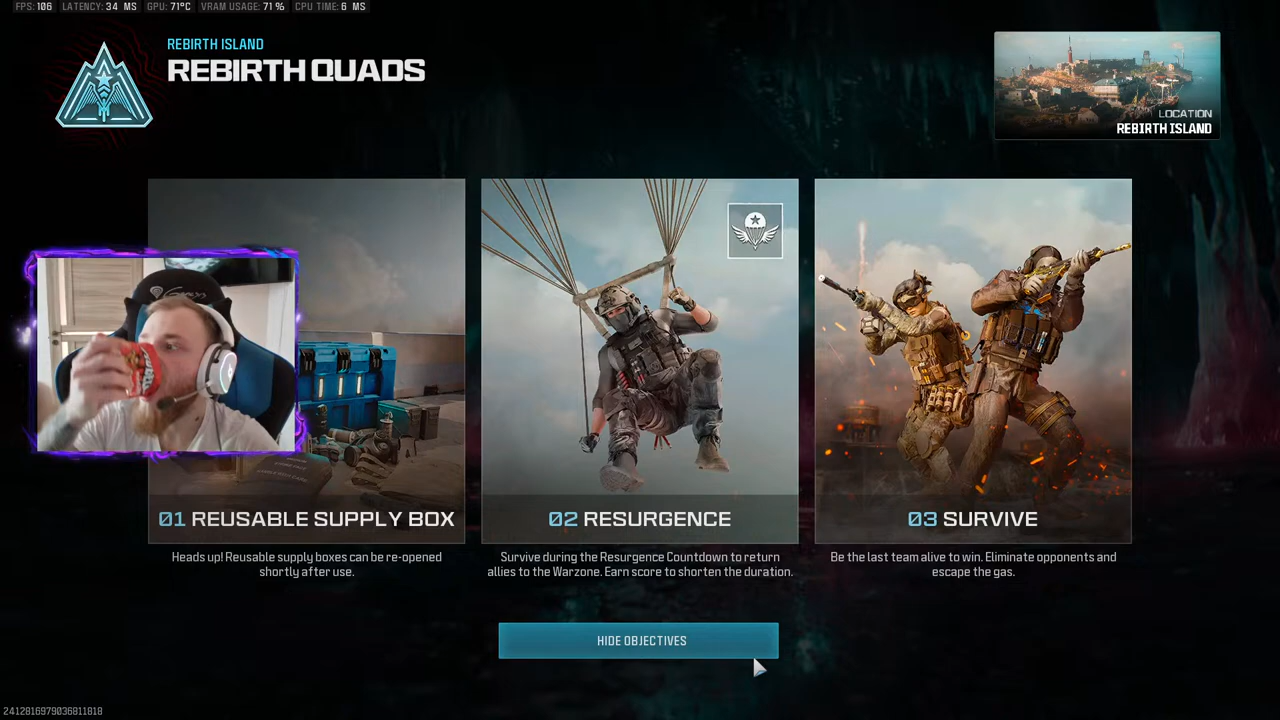 FPS: 106 LATENCY: 34 MS GPU: 71°C VRAM USAGE: 71 % CPU TIME: 6 MS
REBIRTH ISLAND
REBIRTH QUADS
LOCATION
REBIRTH ISLAND
01 REUSABLE SUPPLY BOX
Heads up! Reusable supply boxes can be re-opened
shortly after use.
02 RESURGENCE
Survive during the Resurgence Countdown to return
allies to the Warzone. Earn score to shorten the duration.
03 SURVIVE
Be the last team alive to win. Eliminate opponents and
escape the gas.
HIDE OBJECTIVES
2412816979036811818